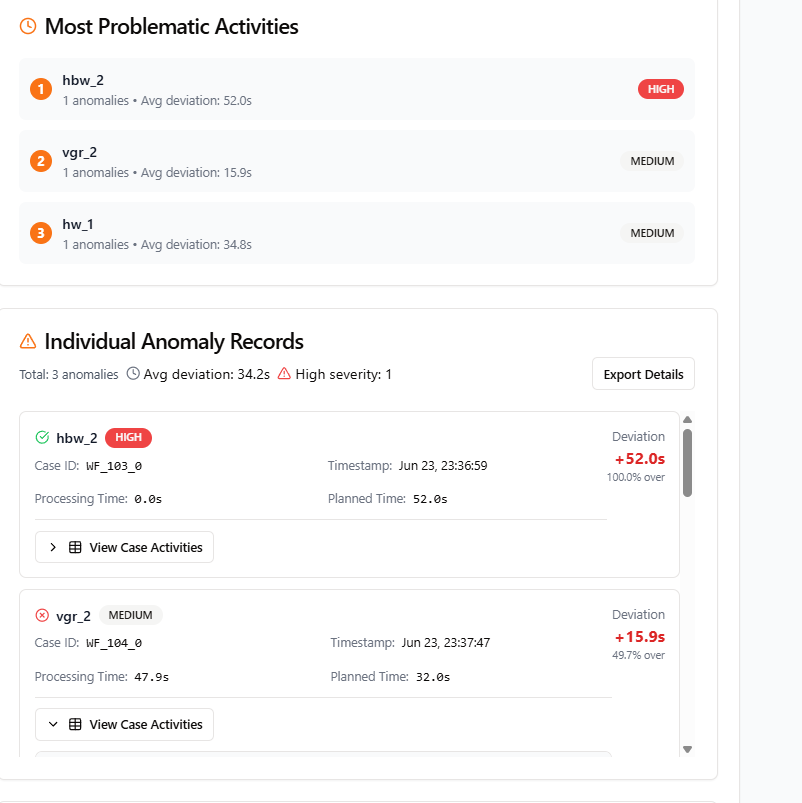 Most Problematic Activities
1
hbw_2
HIGH
1 anomalies • Avg deviation: 52.0s
2
vgr_2
MEDIUM
1 anomalies • Avg deviation: 15.9s
3
hw_1
MEDIUM
1 anomalies • Avg deviation: 34.8s
Individual Anomaly Records
Total: 3 anomalies Avg deviation: 34.2s High severity: 1
Export Details
hbw_2 HIGH
Deviation
+52.0s
100.0% over
Case ID: WF_103_0
Timestamp: Jun 23, 23:36:59
Processing Time: 0.0s
Planned Time: 52.0s
View Case Activities
vgr_2 MEDIUM
Deviation
+15.9s
49.7% over
Case ID: WF_104_0
Timestamp: Jun 23, 23:37:47
Processing Time: 47.9s
Planned Time: 32.0s
View Case Activities